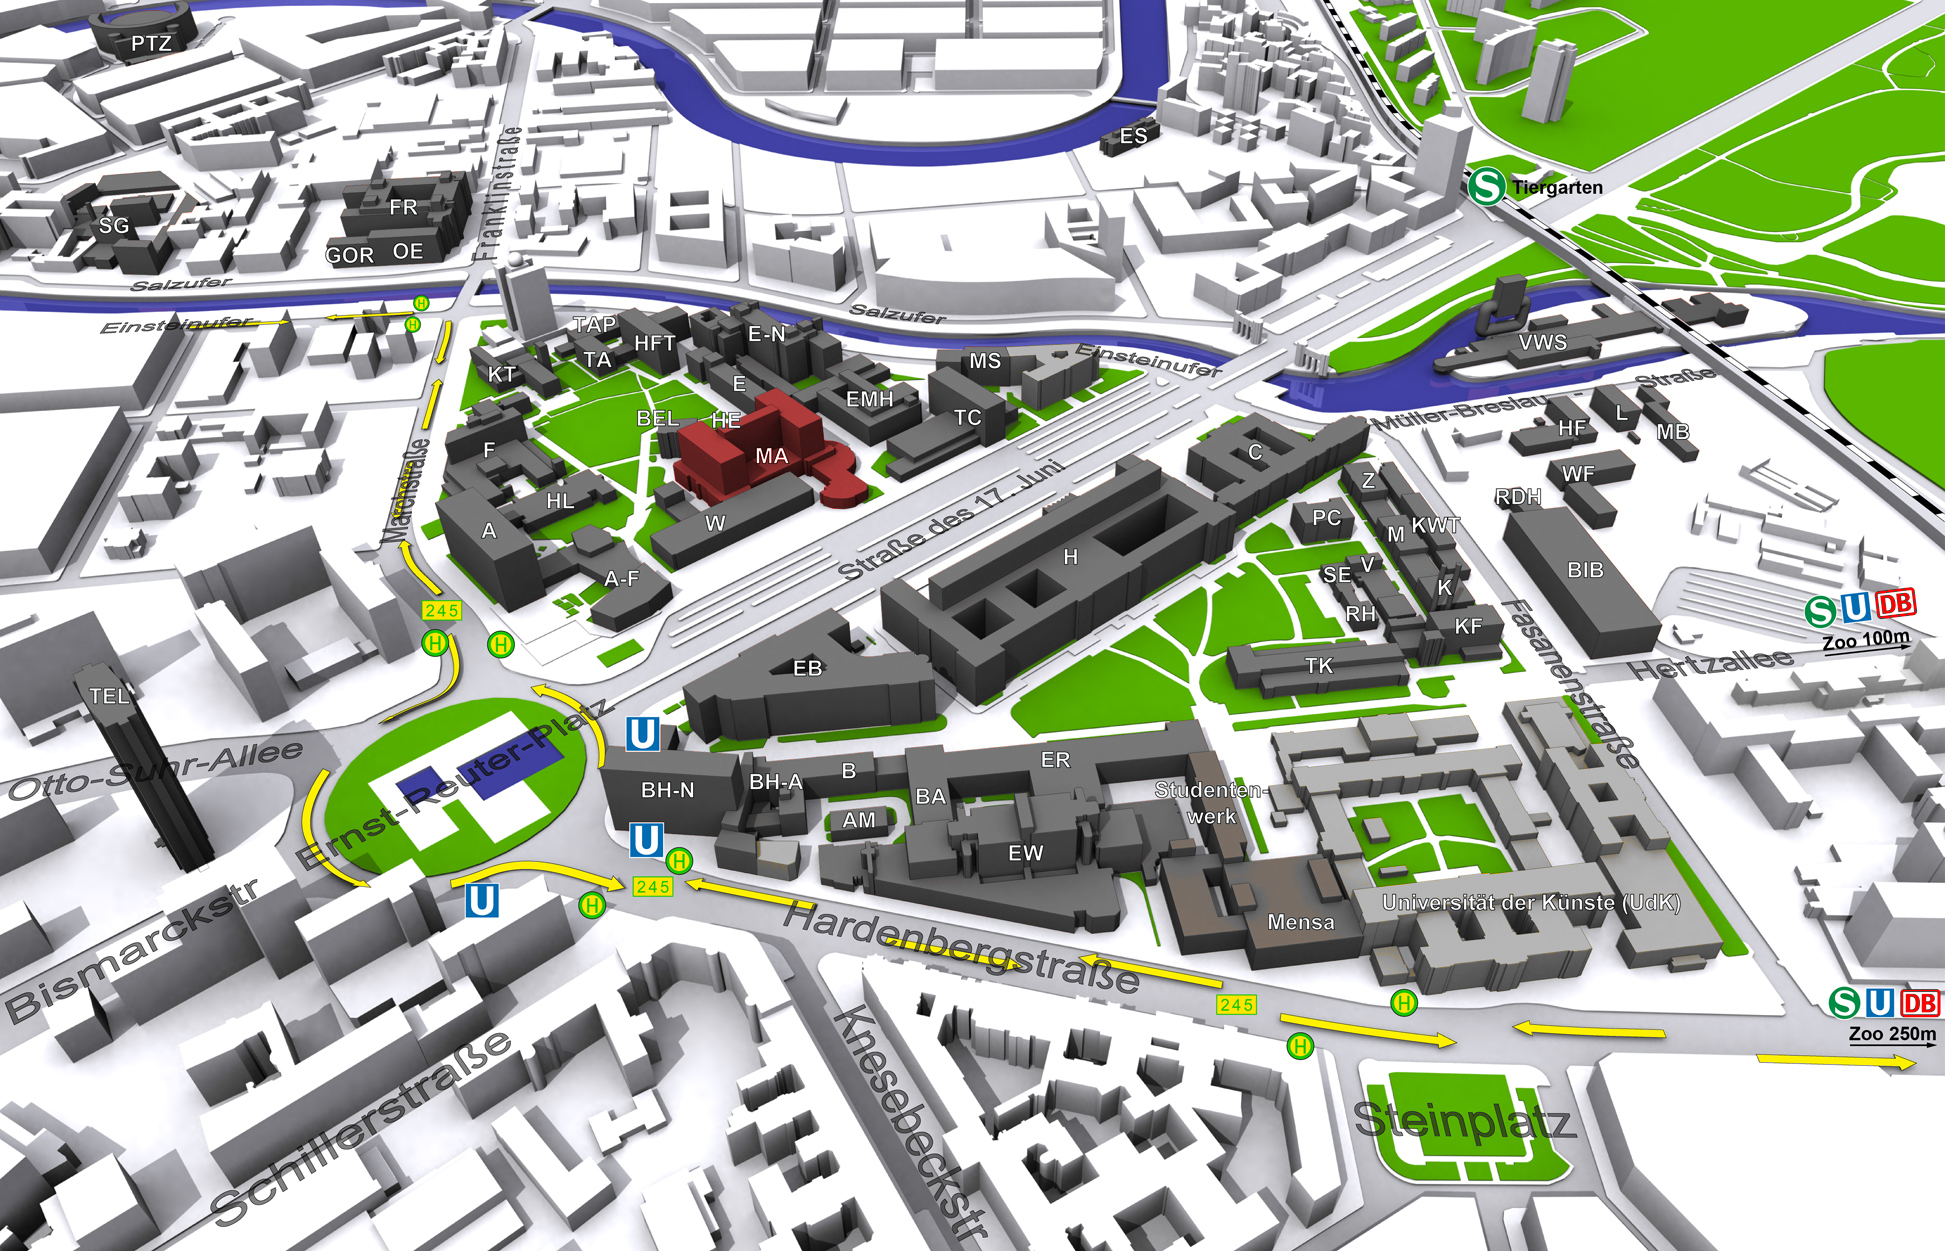 PTZ
ES
S Tiergarten
Franklinstraße
SG
FR
GOR
OE
Salzufer
Einsteinufer
H
H
Salzufer
Einsteinufer
TAP
HFT
E-N
TA
KT
E
MS
EMH
TC
BEL
HE
MA
F
HL
A
W
A-F
Marchstraße
VWS
Müller-Breslau-Straße
L
HF
MB
WF
RDH
C
Z
PC
M
KWT
V
SE
K
RH
KF
BIB
H
TK
Straße des 17. Juni
Fasanenstraße
Hertzallee
S U DB
Zoo 100m
245
H
H
TEL
EB
U
Otto-Suhr-Allee
Ernst-Reuter-Platz
BH-N
BH-A
B
BA
ER
AM
EW
Studenten-
werk
Mensa
Universität der Künste (UdK)
U
H
245
U
H
Bismarckstr
Hardenbergstraße
245
H
H
S U DB
Zoo 250m
Schillerstraße
Knesebeckstr
Steinplatz